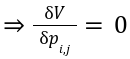 ⇒ δV / δp_{i,j} = 0